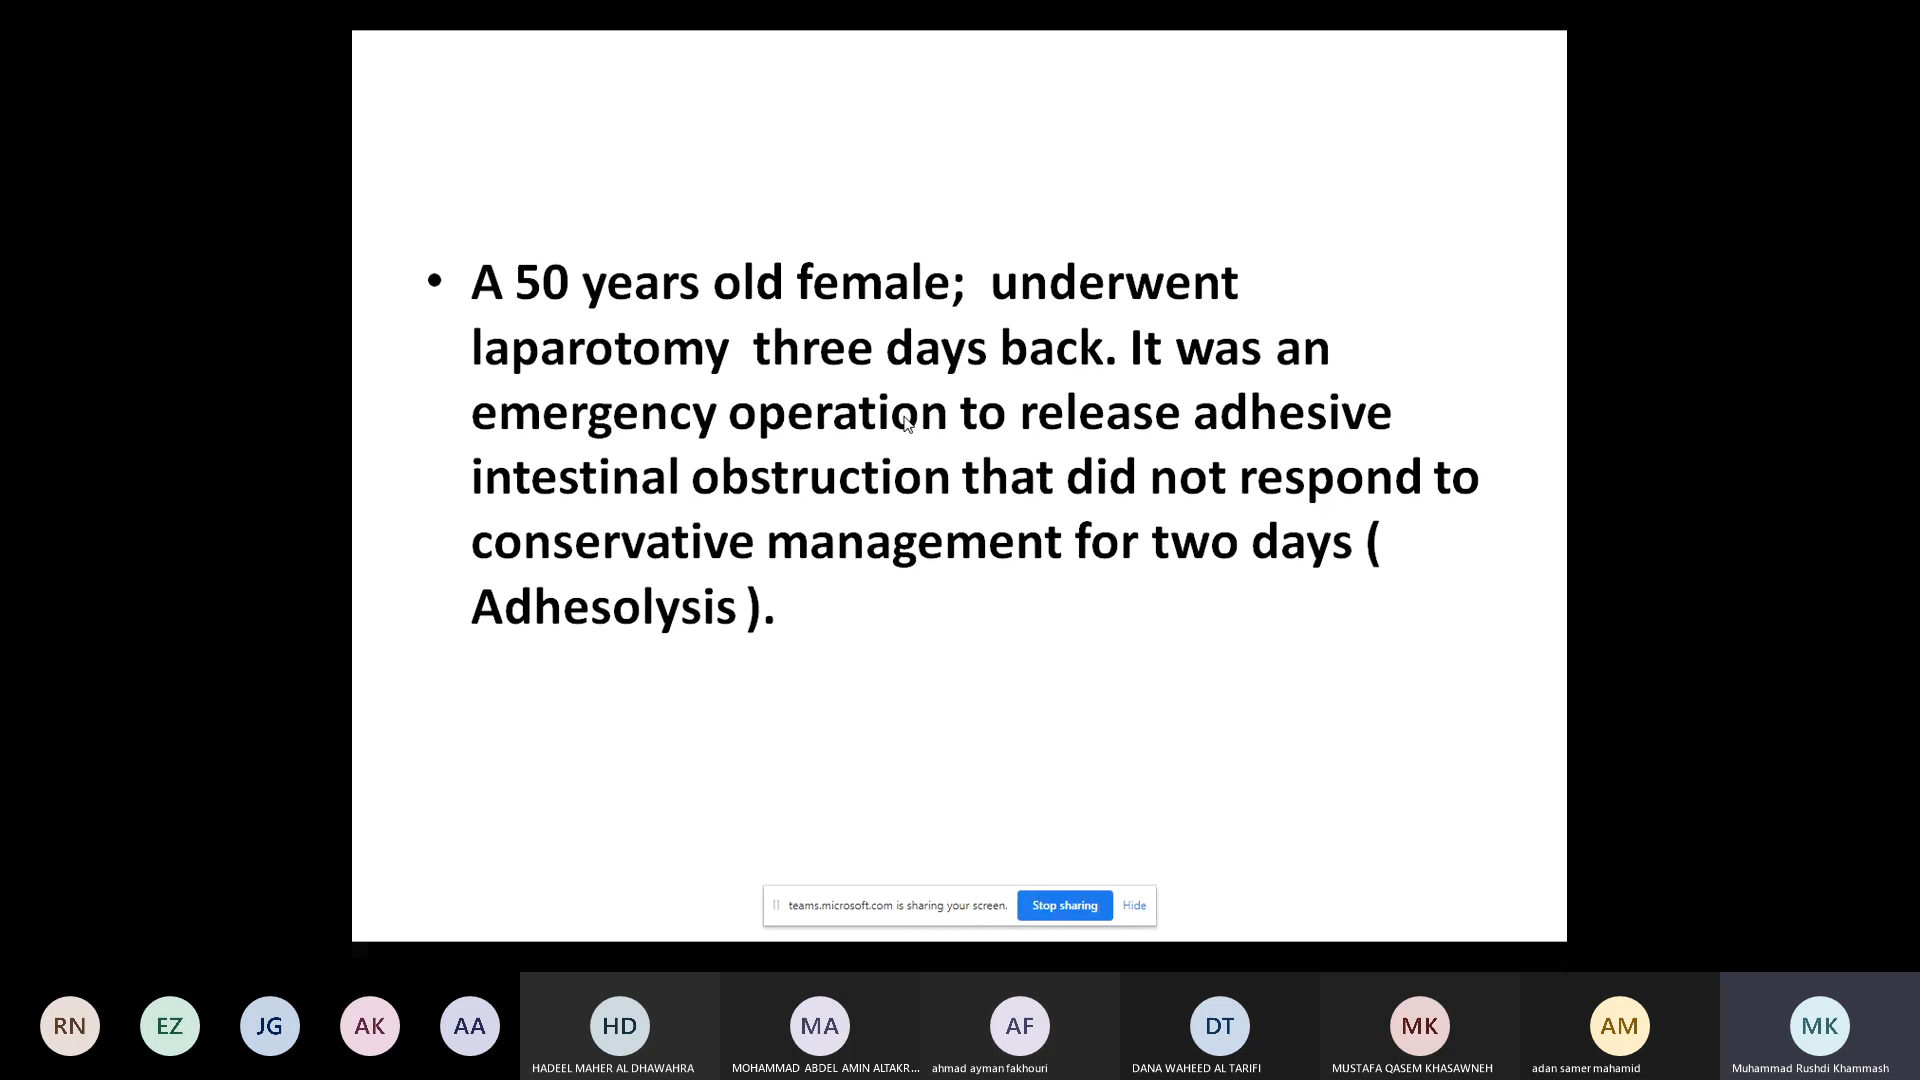 • A 50 years old female;  underwent
laparotomy  three days back. It was an
emergency operation to release adhesive
intestinal obstruction that did not respond to
conservative management for two days (
Adhesolysis ).
teams.microsoft.com is sharing your screen. Stop sharing Hide
RN EZ JG AK AA HD MA AF DT MK AM MK
HADEEL MAHER AL DHAWAHRA MOHAMMAD ABDEL AMIN ALTAKR... ahmad ayman fakhouri DANA WAHEED AL TARIFI MUSTAFA QASEM KHASAWNEH adan samer mahamid Muhammad Rushdi Khammash